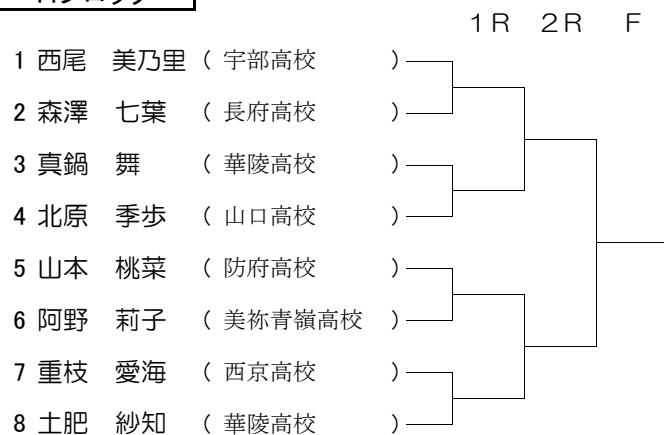 1R 2R F
1 西尾 美乃里 ( 宇部高校 )
2 森澤 七葉 ( 長府高校 )
3 真鍋 舞 ( 華陵高校 )
4 北原 季歩 ( 山口高校 )
5 山本 桃菜 ( 防府高校 )
6 阿野 莉子 ( 美祢青嶺高校 )
7 重枝 愛海 ( 西京高校 )
8 土肥 紗知 ( 華陵高校 )